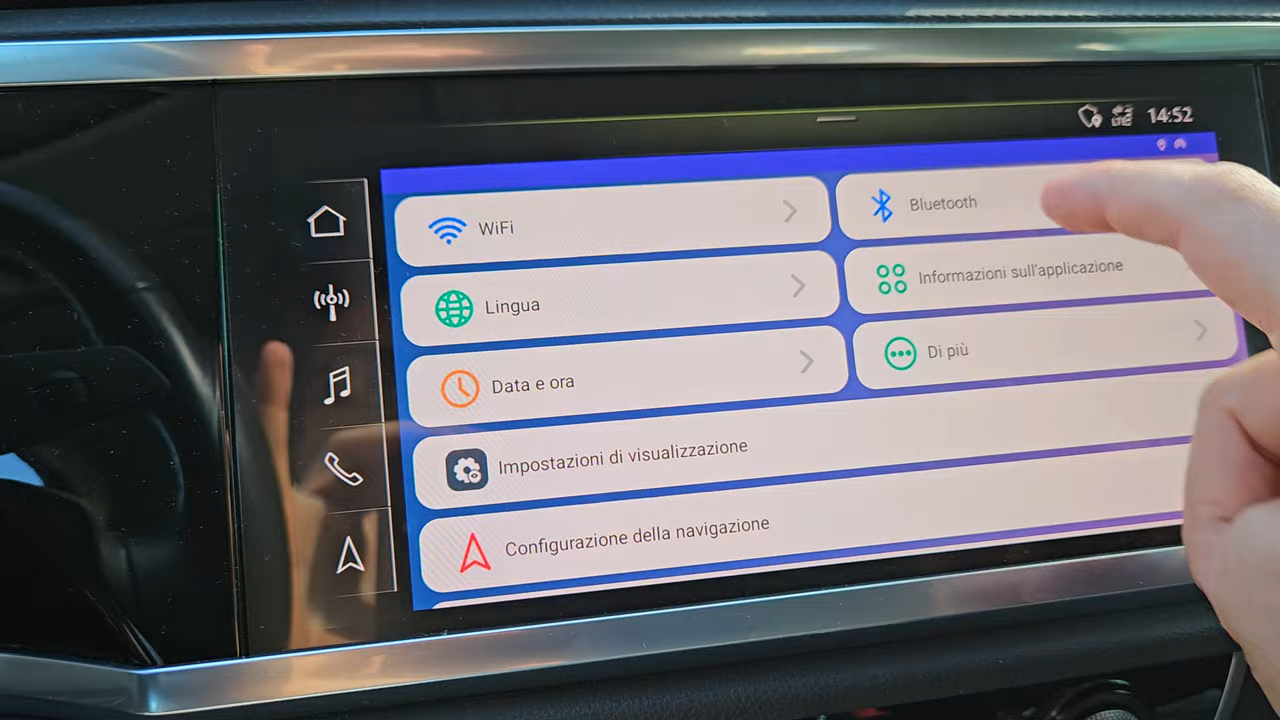 14:52
WiFi
Bluetooth
Lingua
Informazioni sull'applicazione
Data e ora
Di più
Impostazioni di visualizzazione
Configurazione della navigazione